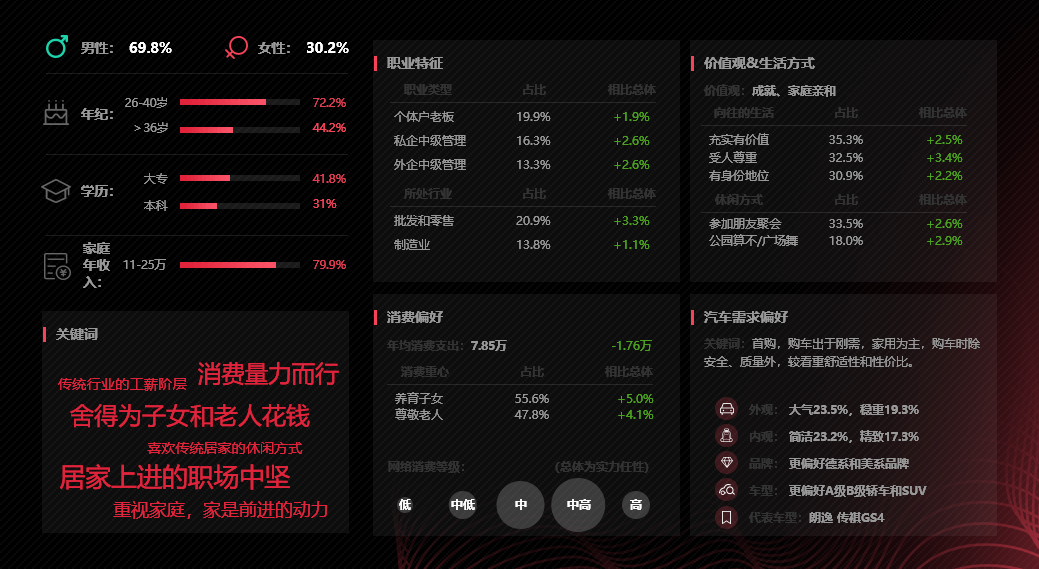 男性： 69.8% 女性： 30.2%
年纪：
26-40岁 72.2%
＞36岁 44.2%
学历：
大专 41.8%
本科 31%
家庭
年收
入：
11-25万 79.9%
关键词
传统行业的工薪阶层 消费量力而行
舍得为子女和老人花钱
喜欢传统居家的休闲方式
居家上进的职场中坚
重视家庭，家是前进的动力
职业特征
职业类型 占比 相比总体
个体户老板 19.9% +1.9%
私企中级管理 16.3% +2.6%
外企中级管理 13.3% +2.6%
所处行业 占比 相比总体
批发和零售 20.9% +3.3%
制造业 13.8% +1.1%
消费偏好
年均消费支出：7.85万 -1.76万
消费重心 占比 相比总体
养育子女 55.6% +5.0%
尊敬老人 47.8% +4.1%
网络消费等级： (总体为实力任性)
低 中低 中 中高 高
价值观&生活方式
价值观：成就、家庭亲和
向往的生活 占比 相比总体
充实有价值 35.3% +2.5%
受人尊重 32.5% +3.4%
有身份地位 30.9% +2.2%
休闲方式 占比 相比总体
参加朋友聚会 33.5% +2.6%
公园算不/广场舞 18.0% +2.9%
汽车需求偏好
关键词：首购，购车出于刚需，家用为主，购车时除
安全、质量外，较看重舒适性和性价比。
外观： 大气23.5%，稳重19.3%
内观： 简洁23.2%，精致17.3%
品牌： 更偏好德系和美系品牌
车型： 更偏好A级B级轿车和SUV
代表车型：朗逸 传祺GS4